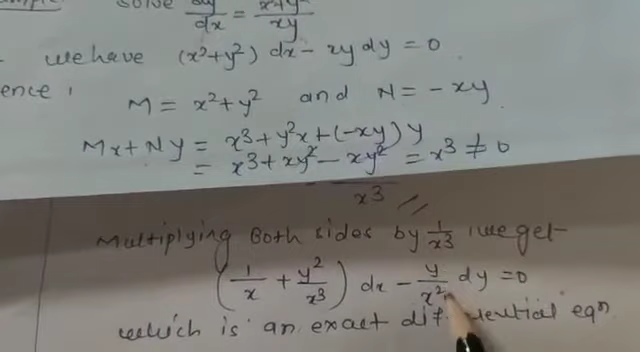 Solve dy/dx = x²+y²/xy
we have (x²+y²) dx - xy dy = 0
ence,
M = x²+y² and N = -xy
Mx+Ny = x³+y²x+(-xy)y
= x³+xy²-xy² = x³ ≠ 0
x3
Multiplying Both sides by 1/x3 we get
(1/x + y²/x³) dx - y/x² dy = 0
which is an exact eqn